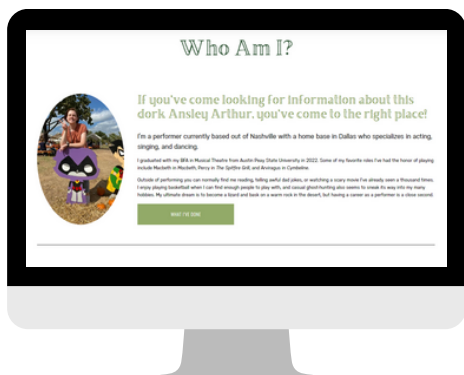 Who Am I?
If you've come looking for information about this
dork Ansley Arthur, you've come to the right place!
I'm a performer currently based out of Nashville with a home base in Dallas who specializes in acting,
singing, and dancing.
I graduated with my BFA in Musical Theatre from Austin Peay State University in 2022. Some of my favorite roles I've had the honor of playing
include Macbeth in Macbeth, Percy in The Spitfire Grill, and Arviragus in Cymbeline.
Outside of performing you can normally find me reading, telling awful dad jokes, or watching a scary movie I've already seen a thousand times.
I enjoy playing basketball when I can find enough people to play with, and casual ghost-hunting also seems to sneak its way into my many
hobbies. My ultimate dream is to become a lizard and bask on a warm rock in the desert, but having a career as a performer is a close second.
WHAT I'VE DONE